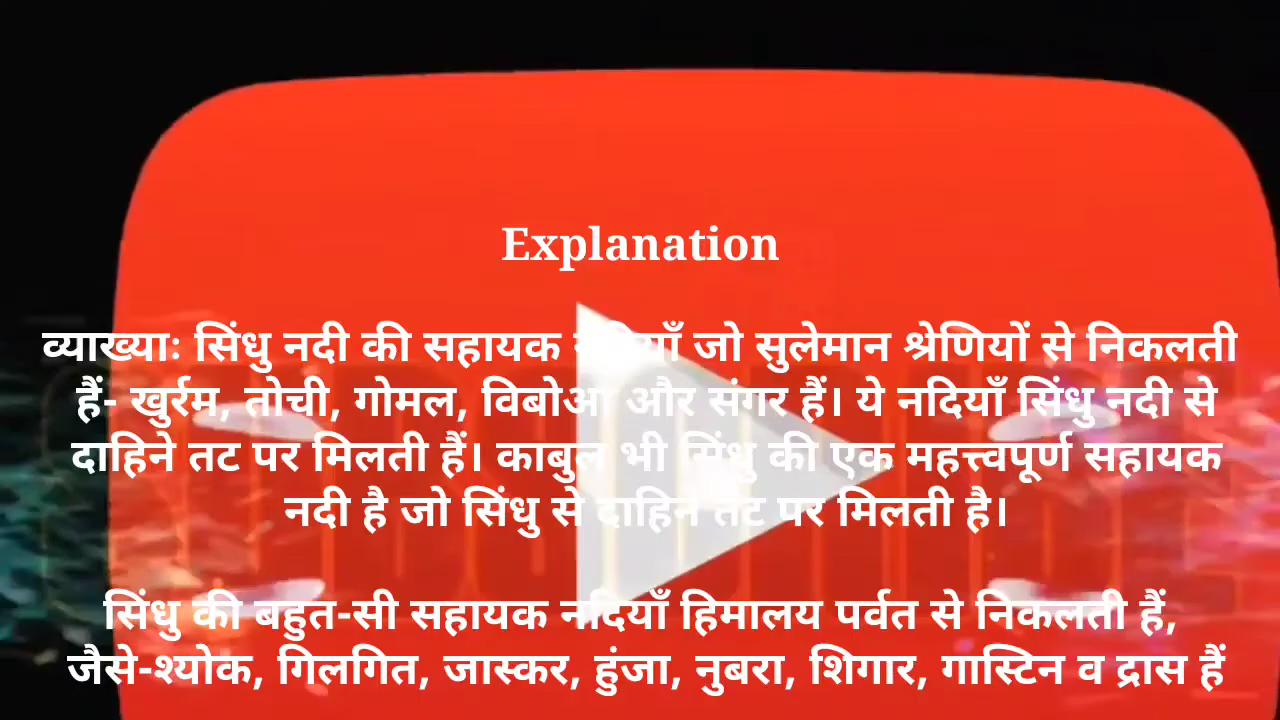 Explanation
व्याख्याः सिंधु नदी की सहायक नदियाँ जो सुलेमान श्रेणियों से निकलती
हैं- खुर्रम, तोची, गोमल, विबोआ और संगर हैं। ये नदियाँ सिंधु नदी से
दाहिने तट पर मिलती हैं। काबुल भी सिंधु की एक महत्त्वपूर्ण सहायक
नदी है जो सिंधु से दाहिने तट पर मिलती है।
सिंधु की बहुत-सी सहायक नदियाँ हिमालय पर्वत से निकलती हैं,
जैसे-श्योक, गिलगित, जास्कर, हुंजा, नुबरा, शिगार, गास्टिन व द्रास हैं